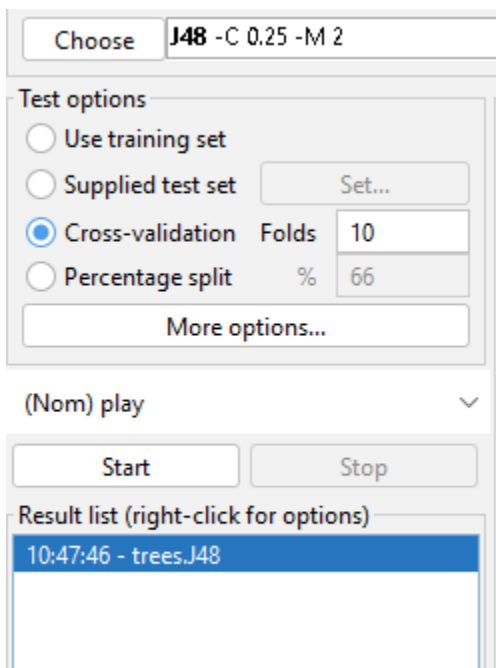 Choose J48 -C 0.25 -M 2
Test options
Use training set
Supplied test set Set...
Cross-validation Folds 10
Percentage split % 66
More options...
(Nom) play
Start Stop
Result list (right-click for options)
10:47:46 - trees.J48